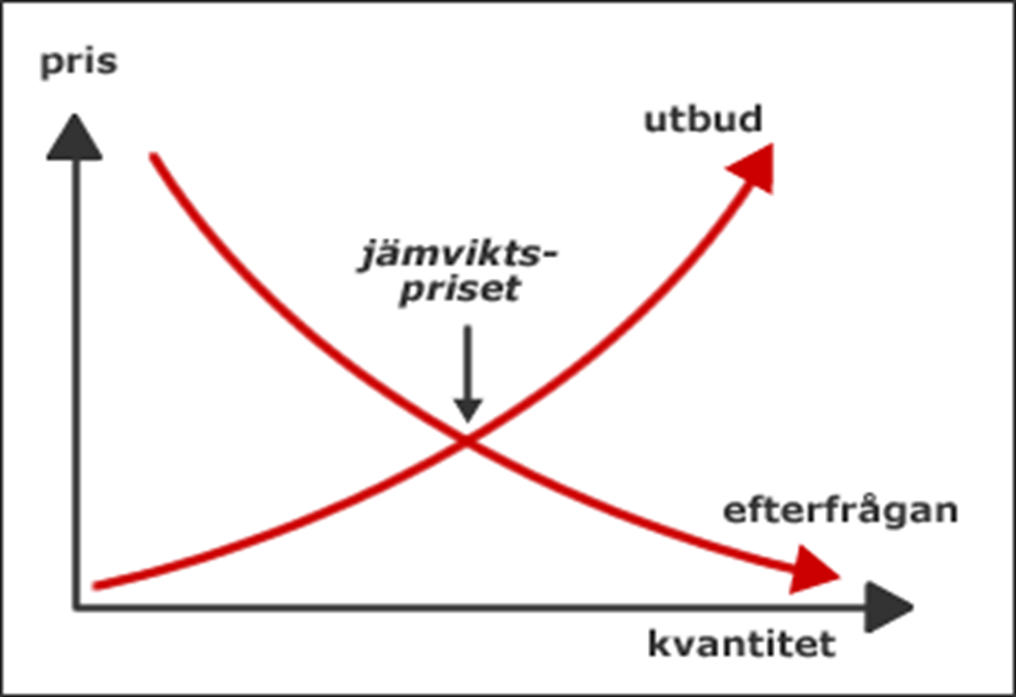 pris
utbud
jämvikts-
priset
efterfrågan
kvantitet